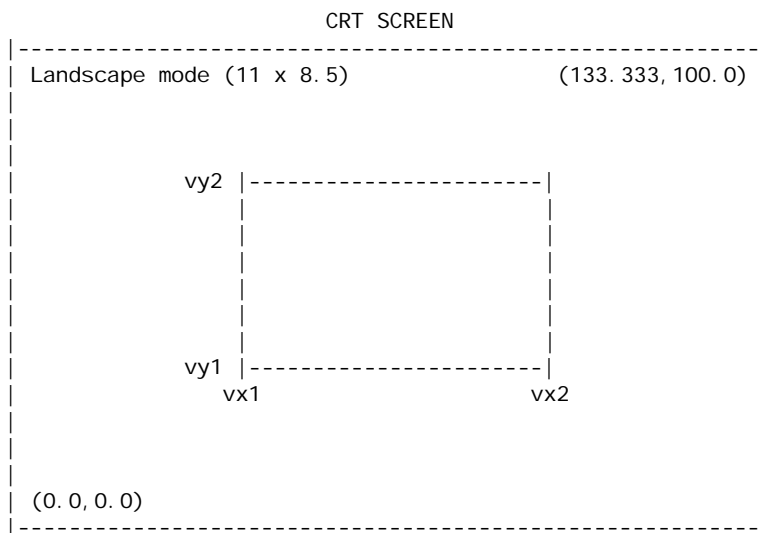 CRT SCREEN
Landscape mode (11 x 8.5) (133.333,100.0)
vy2
vy1
vx1 vx2
(0.0,0.0)